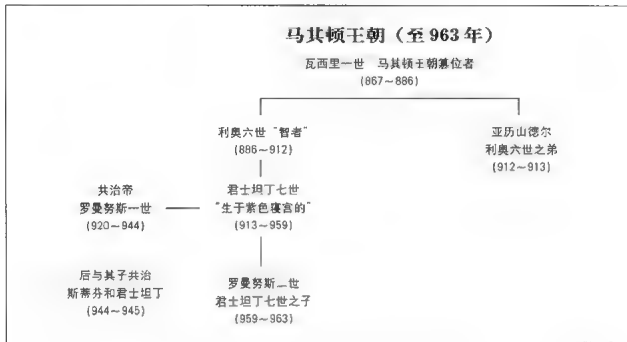 马其顿王朝（至963年）
瓦西里一世 马其顿王朝篡位者
(867~886)
利奥六世“智者”
(886~912)
亚历山德尔
利奥六世之弟
(912~913)
共治帝
罗曼努斯一世
(920~944)
君士坦丁七世
“生于紫色寝宫的”
(913~959)
后与其子共治
斯蒂芬和君士坦丁
(944~945)
罗曼努斯二世
君士坦丁七世之子
(959~963)